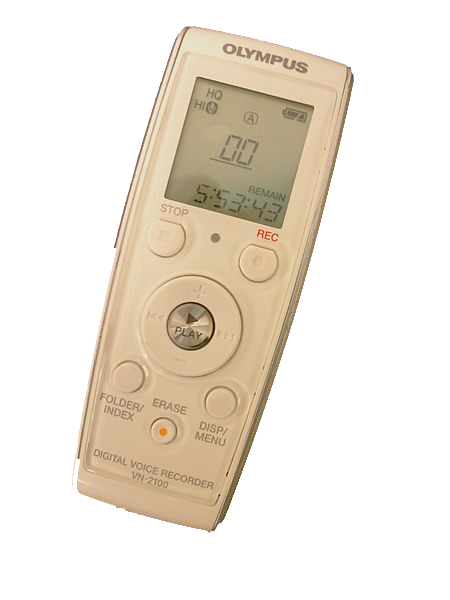 OLYMPUS
HQ
HI
A
00
REMAIN
5:53:43
STOP
REC
PLAY
FOLDER/
INDEX
ERASE
DISP/
MENU
DIGITAL VOICE RECORDER
VN-2100